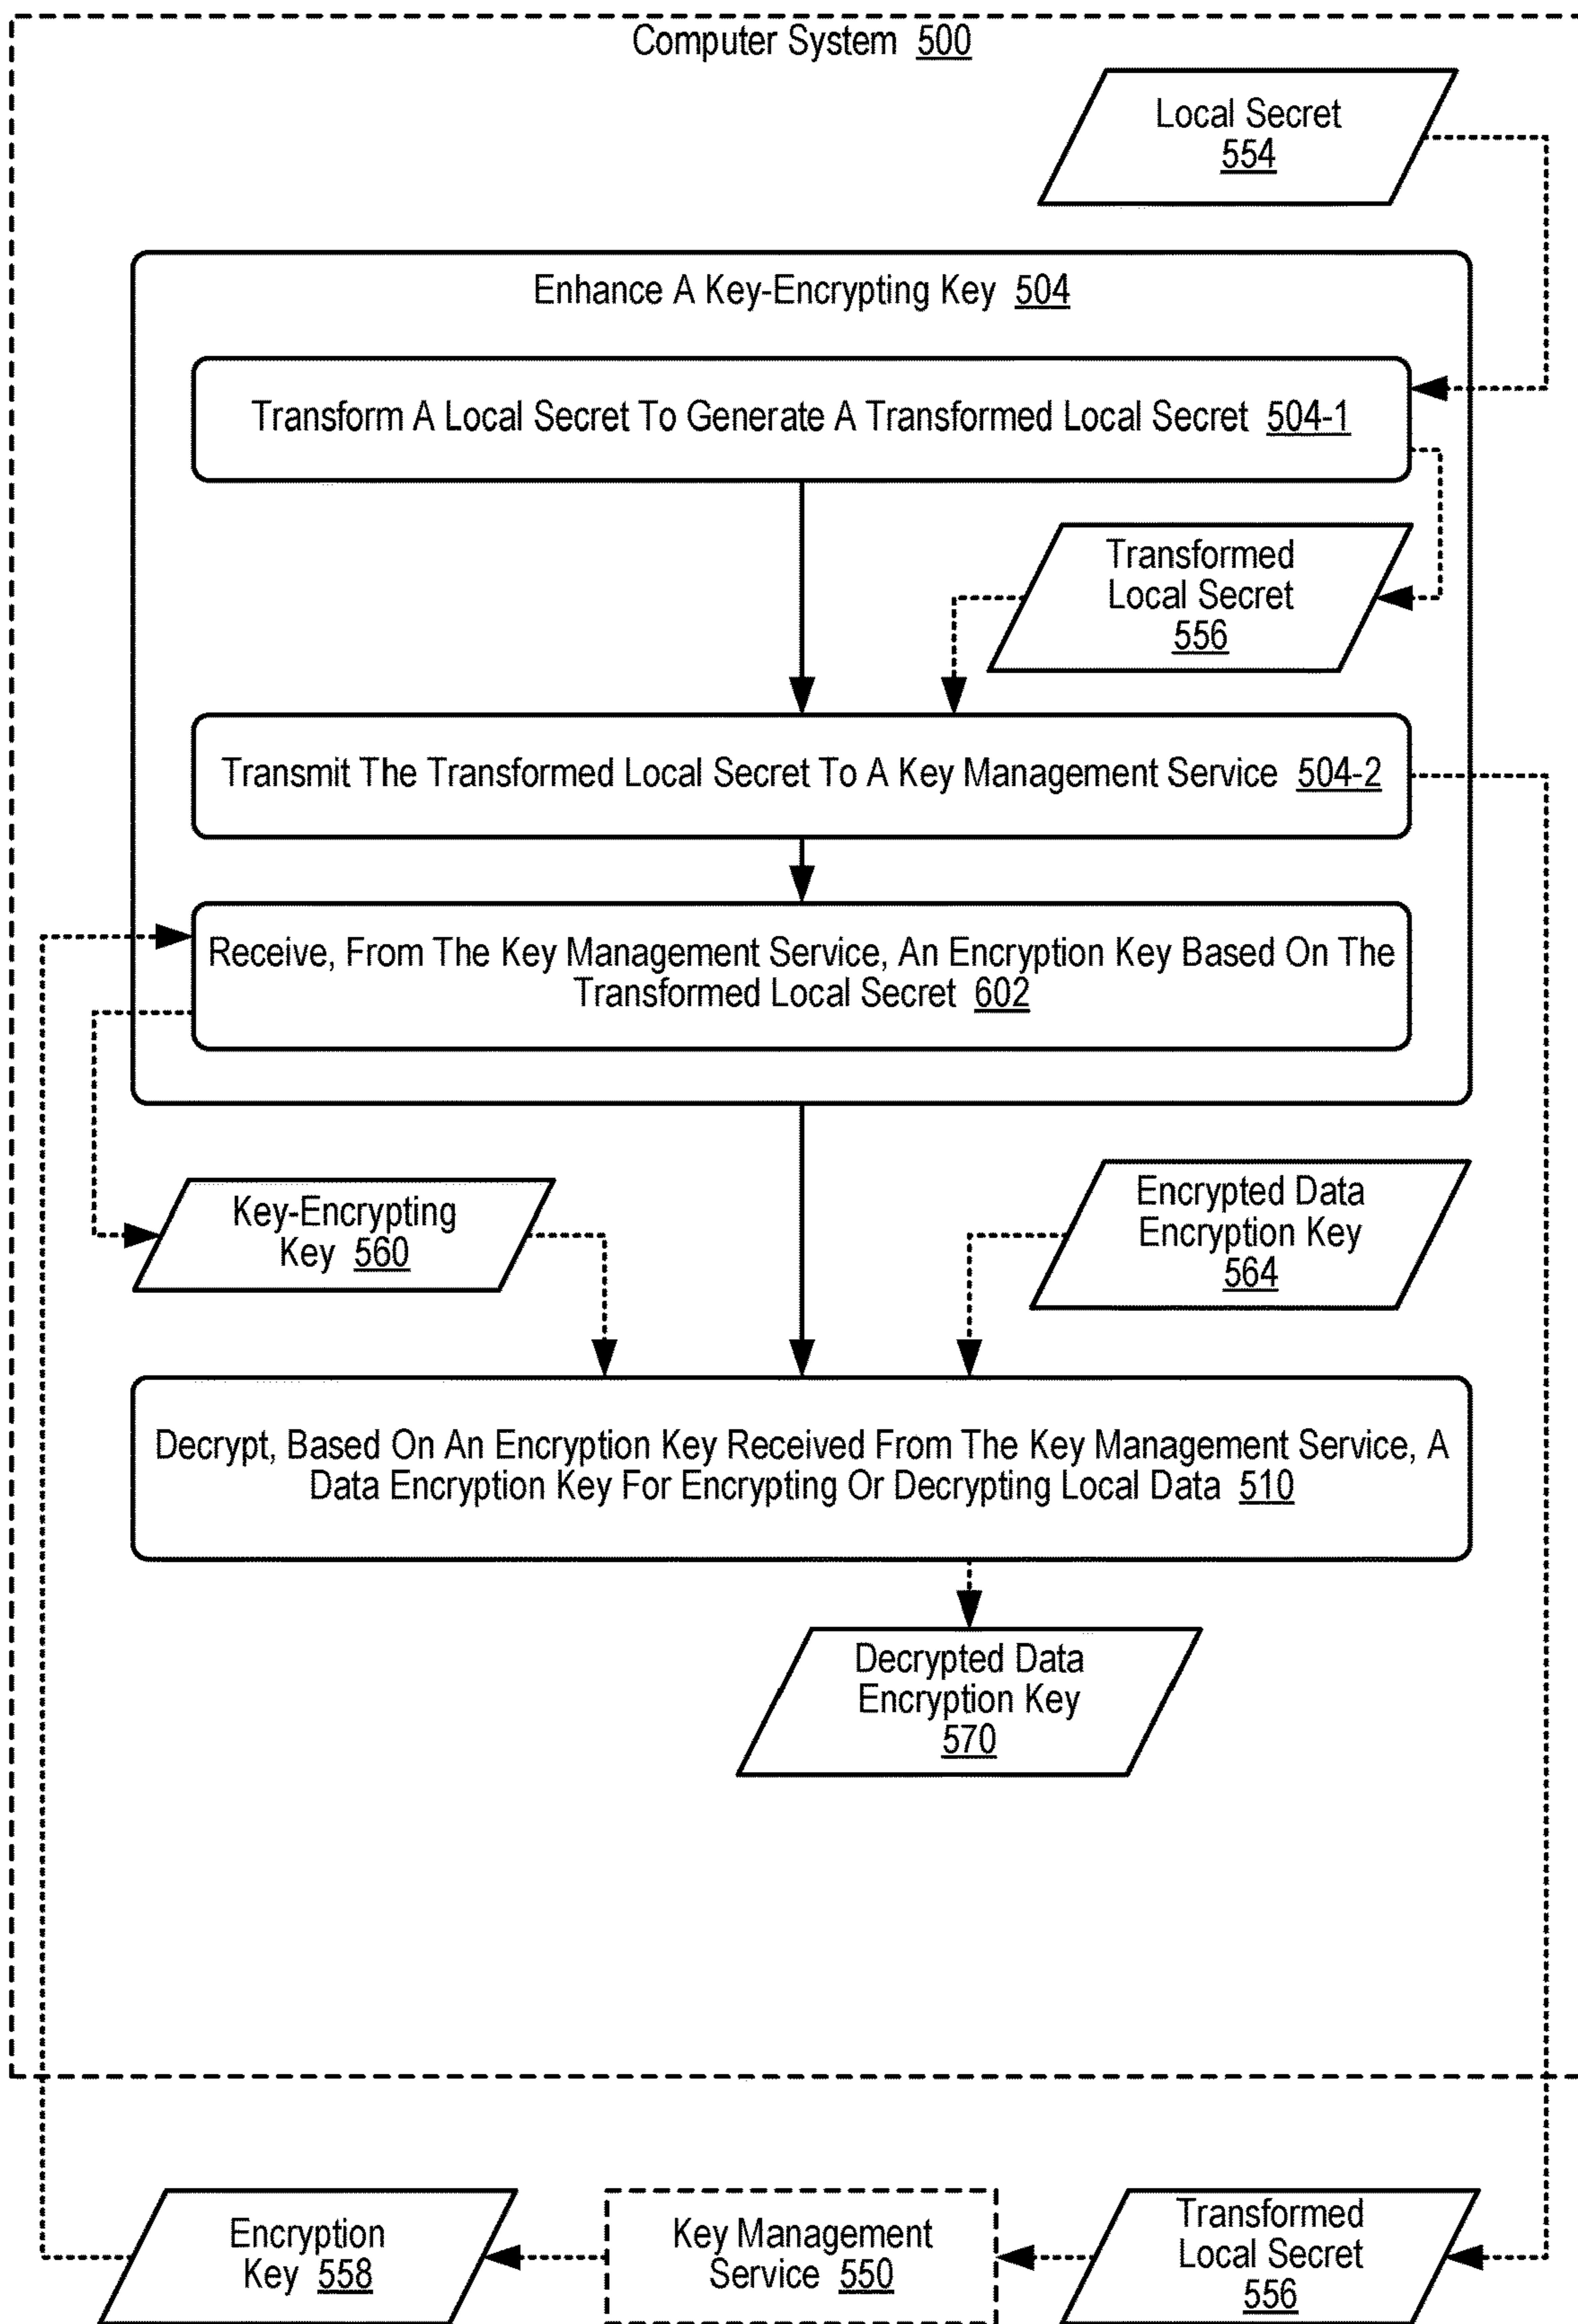 Computer System 500
Local Secret
554
Enhance A Key-Encrypting Key 504
Transform A Local Secret To Generate A Transformed Local Secret 504-1
Transformed
Local Secret
556
Transmit The Transformed Local Secret To A Key Management Service 504-2
Receive, From The Key Management Service, An Encryption Key Based On The
Transformed Local Secret 602
Key-Encrypting
Key 560
Encrypted Data
Encryption Key
564
Decrypt, Based On An Encryption Key Received From The Key Management Service, A
Data Encryption Key For Encrypting Or Decrypting Local Data 510
Decrypted Data
Encryption Key
570
Encryption
Key 558
Key Management
Service 550
Transformed
Local Secret
556